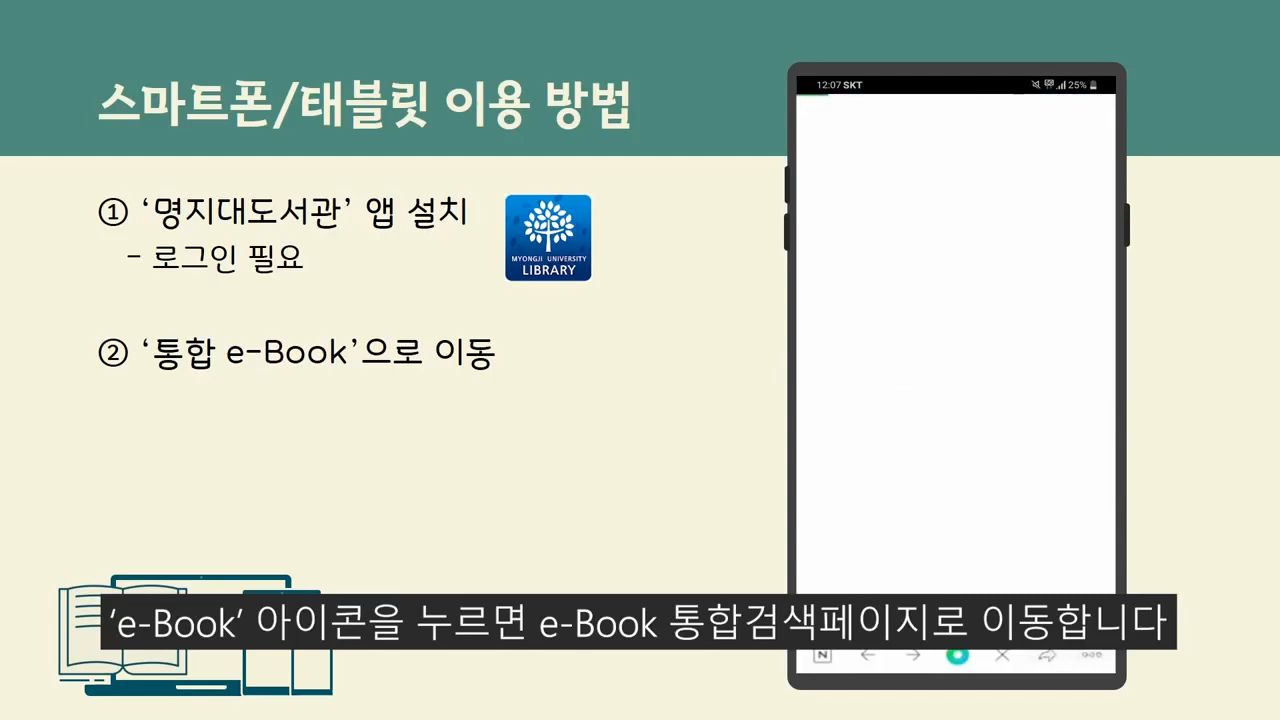 스마트폰/태블릿 이용 방법
12:07 SKT
25%
① ‘명지대도서관’ 앱 설치
- 로그인 필요
MYONGJI UNIVERSITY
LIBRARY
② ‘통합 e-Book’으로 이동
‘e-Book‘ 아이콘을 누르면 e-Book 통합검색페이지로 이동합니다
N